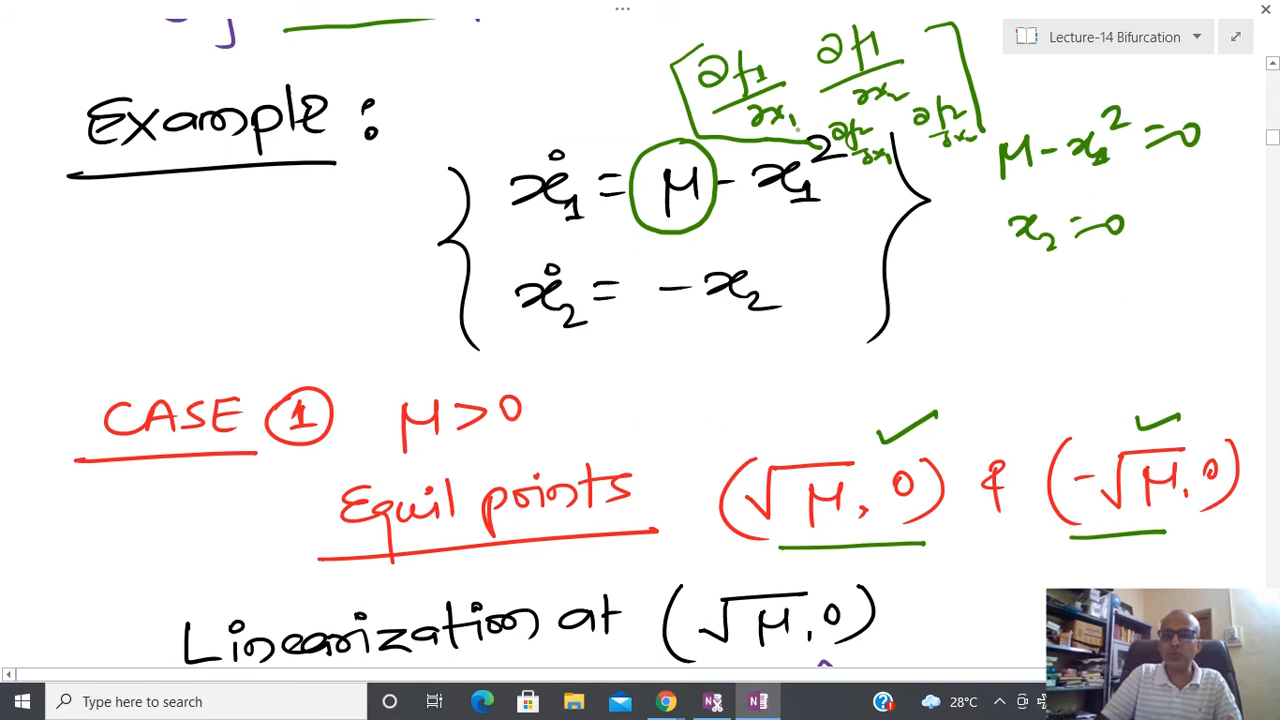 Lecture-14 Bifurcation
∂f1/∂x1 ∂f1/∂x2
∂f2/∂x1 ∂f2/∂x2
Example :
ẋ1 = μ - x1²
ẋ2 = - x2
μ - x1² = 0
x2 = 0
CASE 1 μ > 0
Equil points (√μ, 0) & (-√μ, 0)
Linearization at (√μ, 0)
Type here to search
28°C